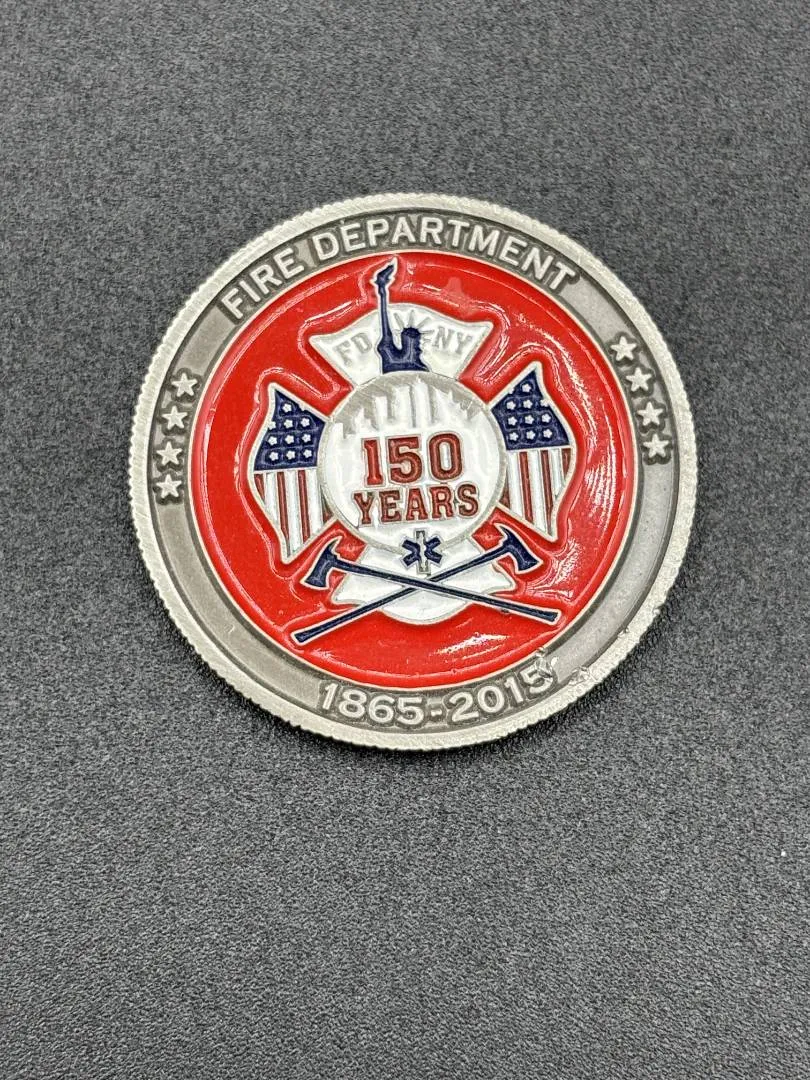 FIRE DEPARTMENT
FD NY
150
YEARS
1865-2015